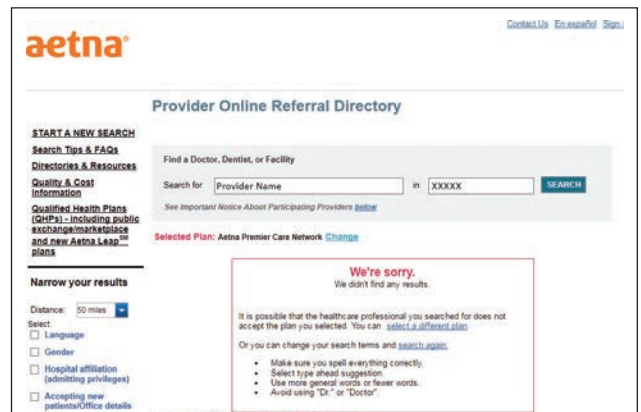 Contact Us En español Sign
aetna
Provider Online Referral Directory
START A NEW SEARCH
Search Tips & FAQs
Directories & Resources
Quality & Cost
Information
Qualified Health Plans
(QHPs) - including public
exchange/marketplace
and new Aetna Leap℠
plans
Find a Doctor, Dentist, or Facility
Search for Provider Name in XXXXX SEARCH
See Important Notice About Participating Providers below
Selected Plan: Aetna Premier Care Network Change
Narrow your results
Distance: 50 miles
Select:
Language
Gender
Hospital affiliation
(admitting privileges)
Accepting new
patients/Office details
We're sorry.
We didn't find any results.
It is possible that the healthcare professional you searched for does not
accept the plan you selected. You can select a different plan.
Or you can change your search terms and search again.
• Make sure you spell everything correctly.
• Select type ahead suggestion.
• Use more general words or fewer words.
• Avoid using "Dr." or "Doctor".